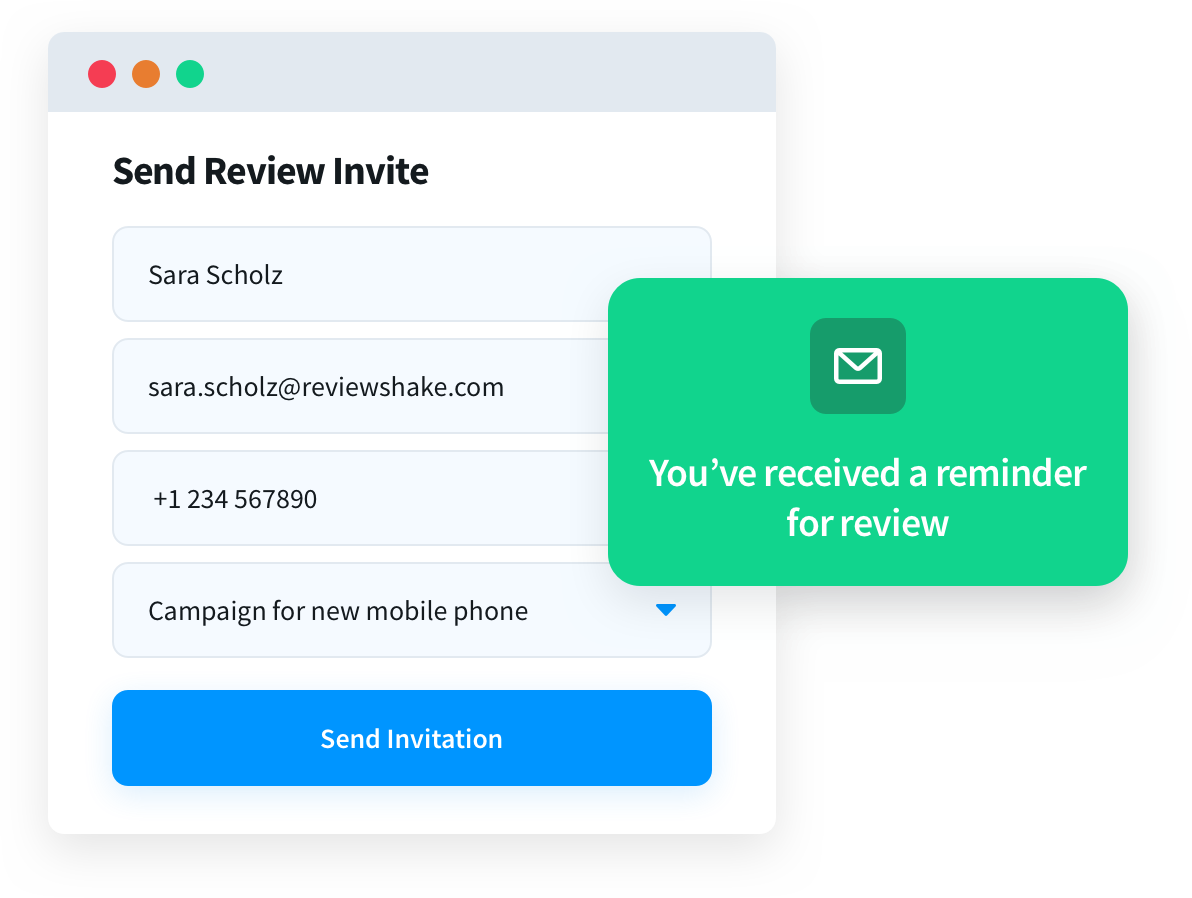 Send Review Invite
Sara Scholz
sara.scholz@reviewshake.com
+1 234 567890
Campaign for new mobile phone
Send Invitation
You’ve received a reminder
for review